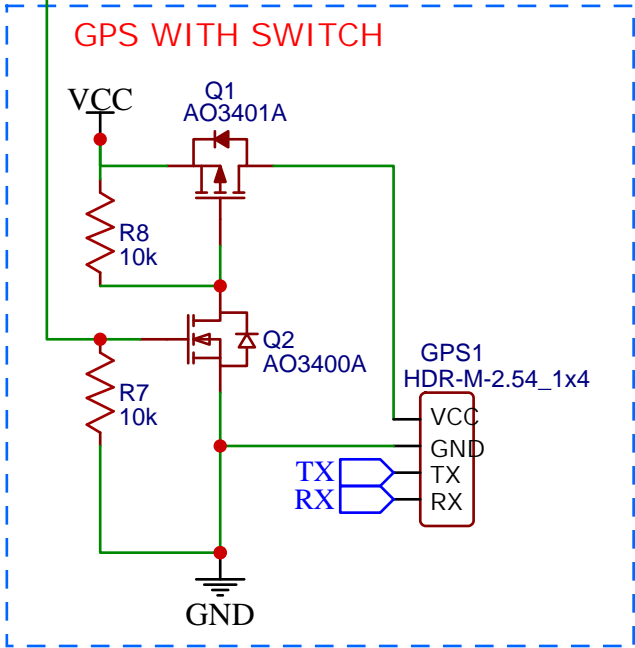 GPS WITH SWITCH
VCC
Q1
AO3401A
R8
10k
Q2
AO3400A
R7
10k
GPS1
HDR-M-2.54_1x4
VCC
GND
TX
TX
RX
RX
GND